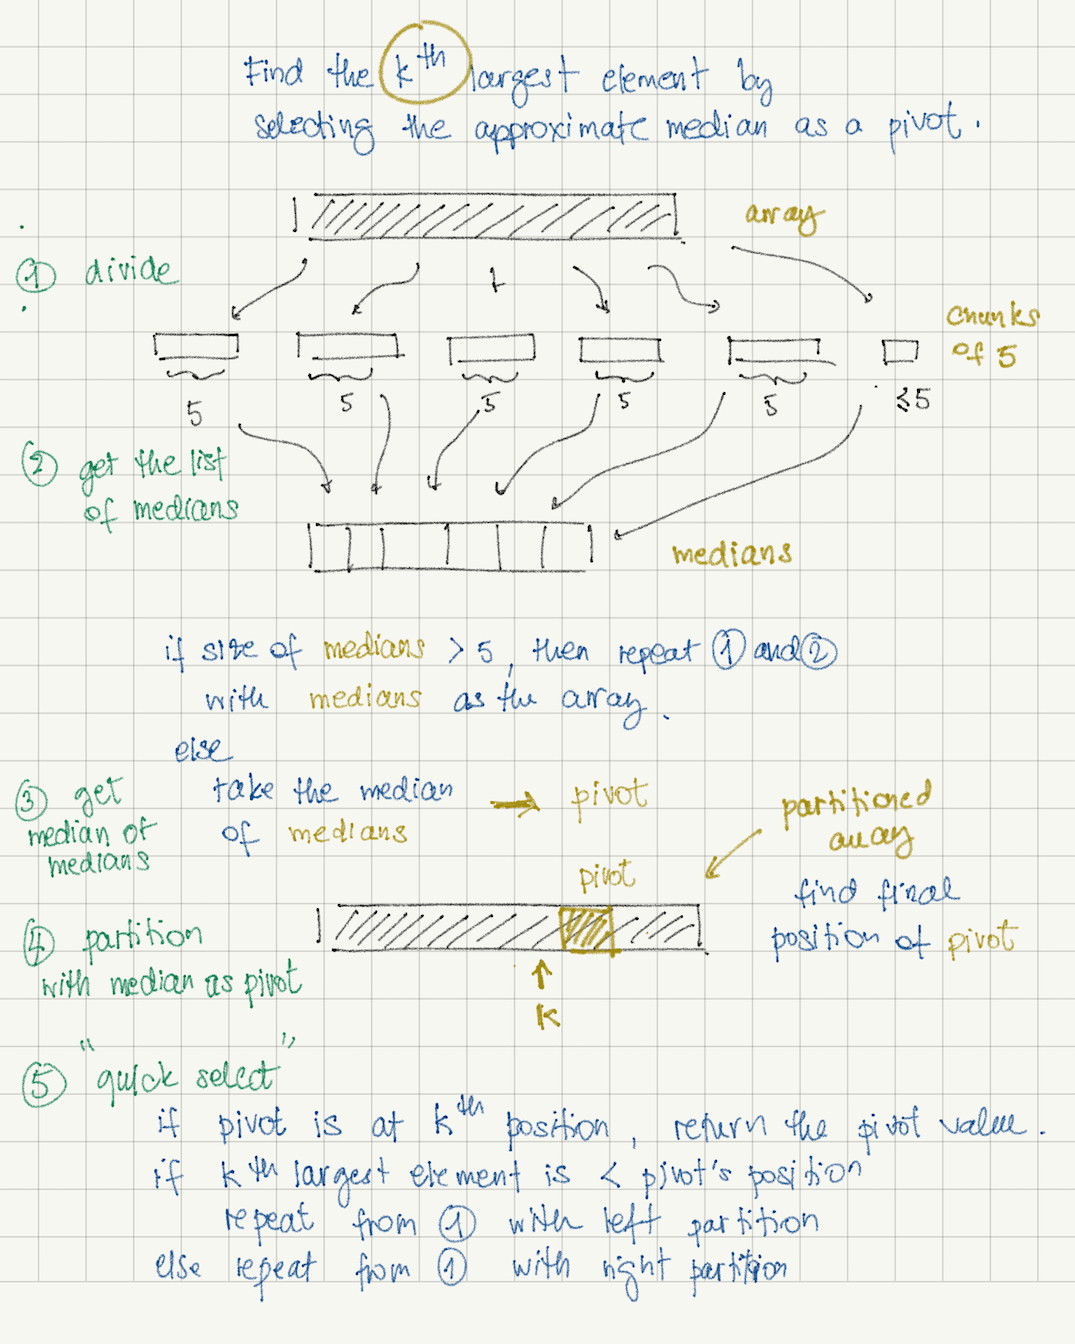 Find the kth largest element by
selecting the approximate median as a pivot.
array
① divide
chunks
of 5
5 5 5 5 5 ≤5
② get the list
of medians
medians
if size of medians > 5, then repeat ① and ②
with medians as the array.
else
③ get
median of
medians
take the median
of medians
→ pivot
partitioned
array
pivot
find final
position of pivot
④ partition
with median as pivot
k
⑤ "quick select"
if pivot is at kth position, return the pivot value.
if kth largest element is < pivot's position
repeat from ① with left partition
else repeat from ① with right partition